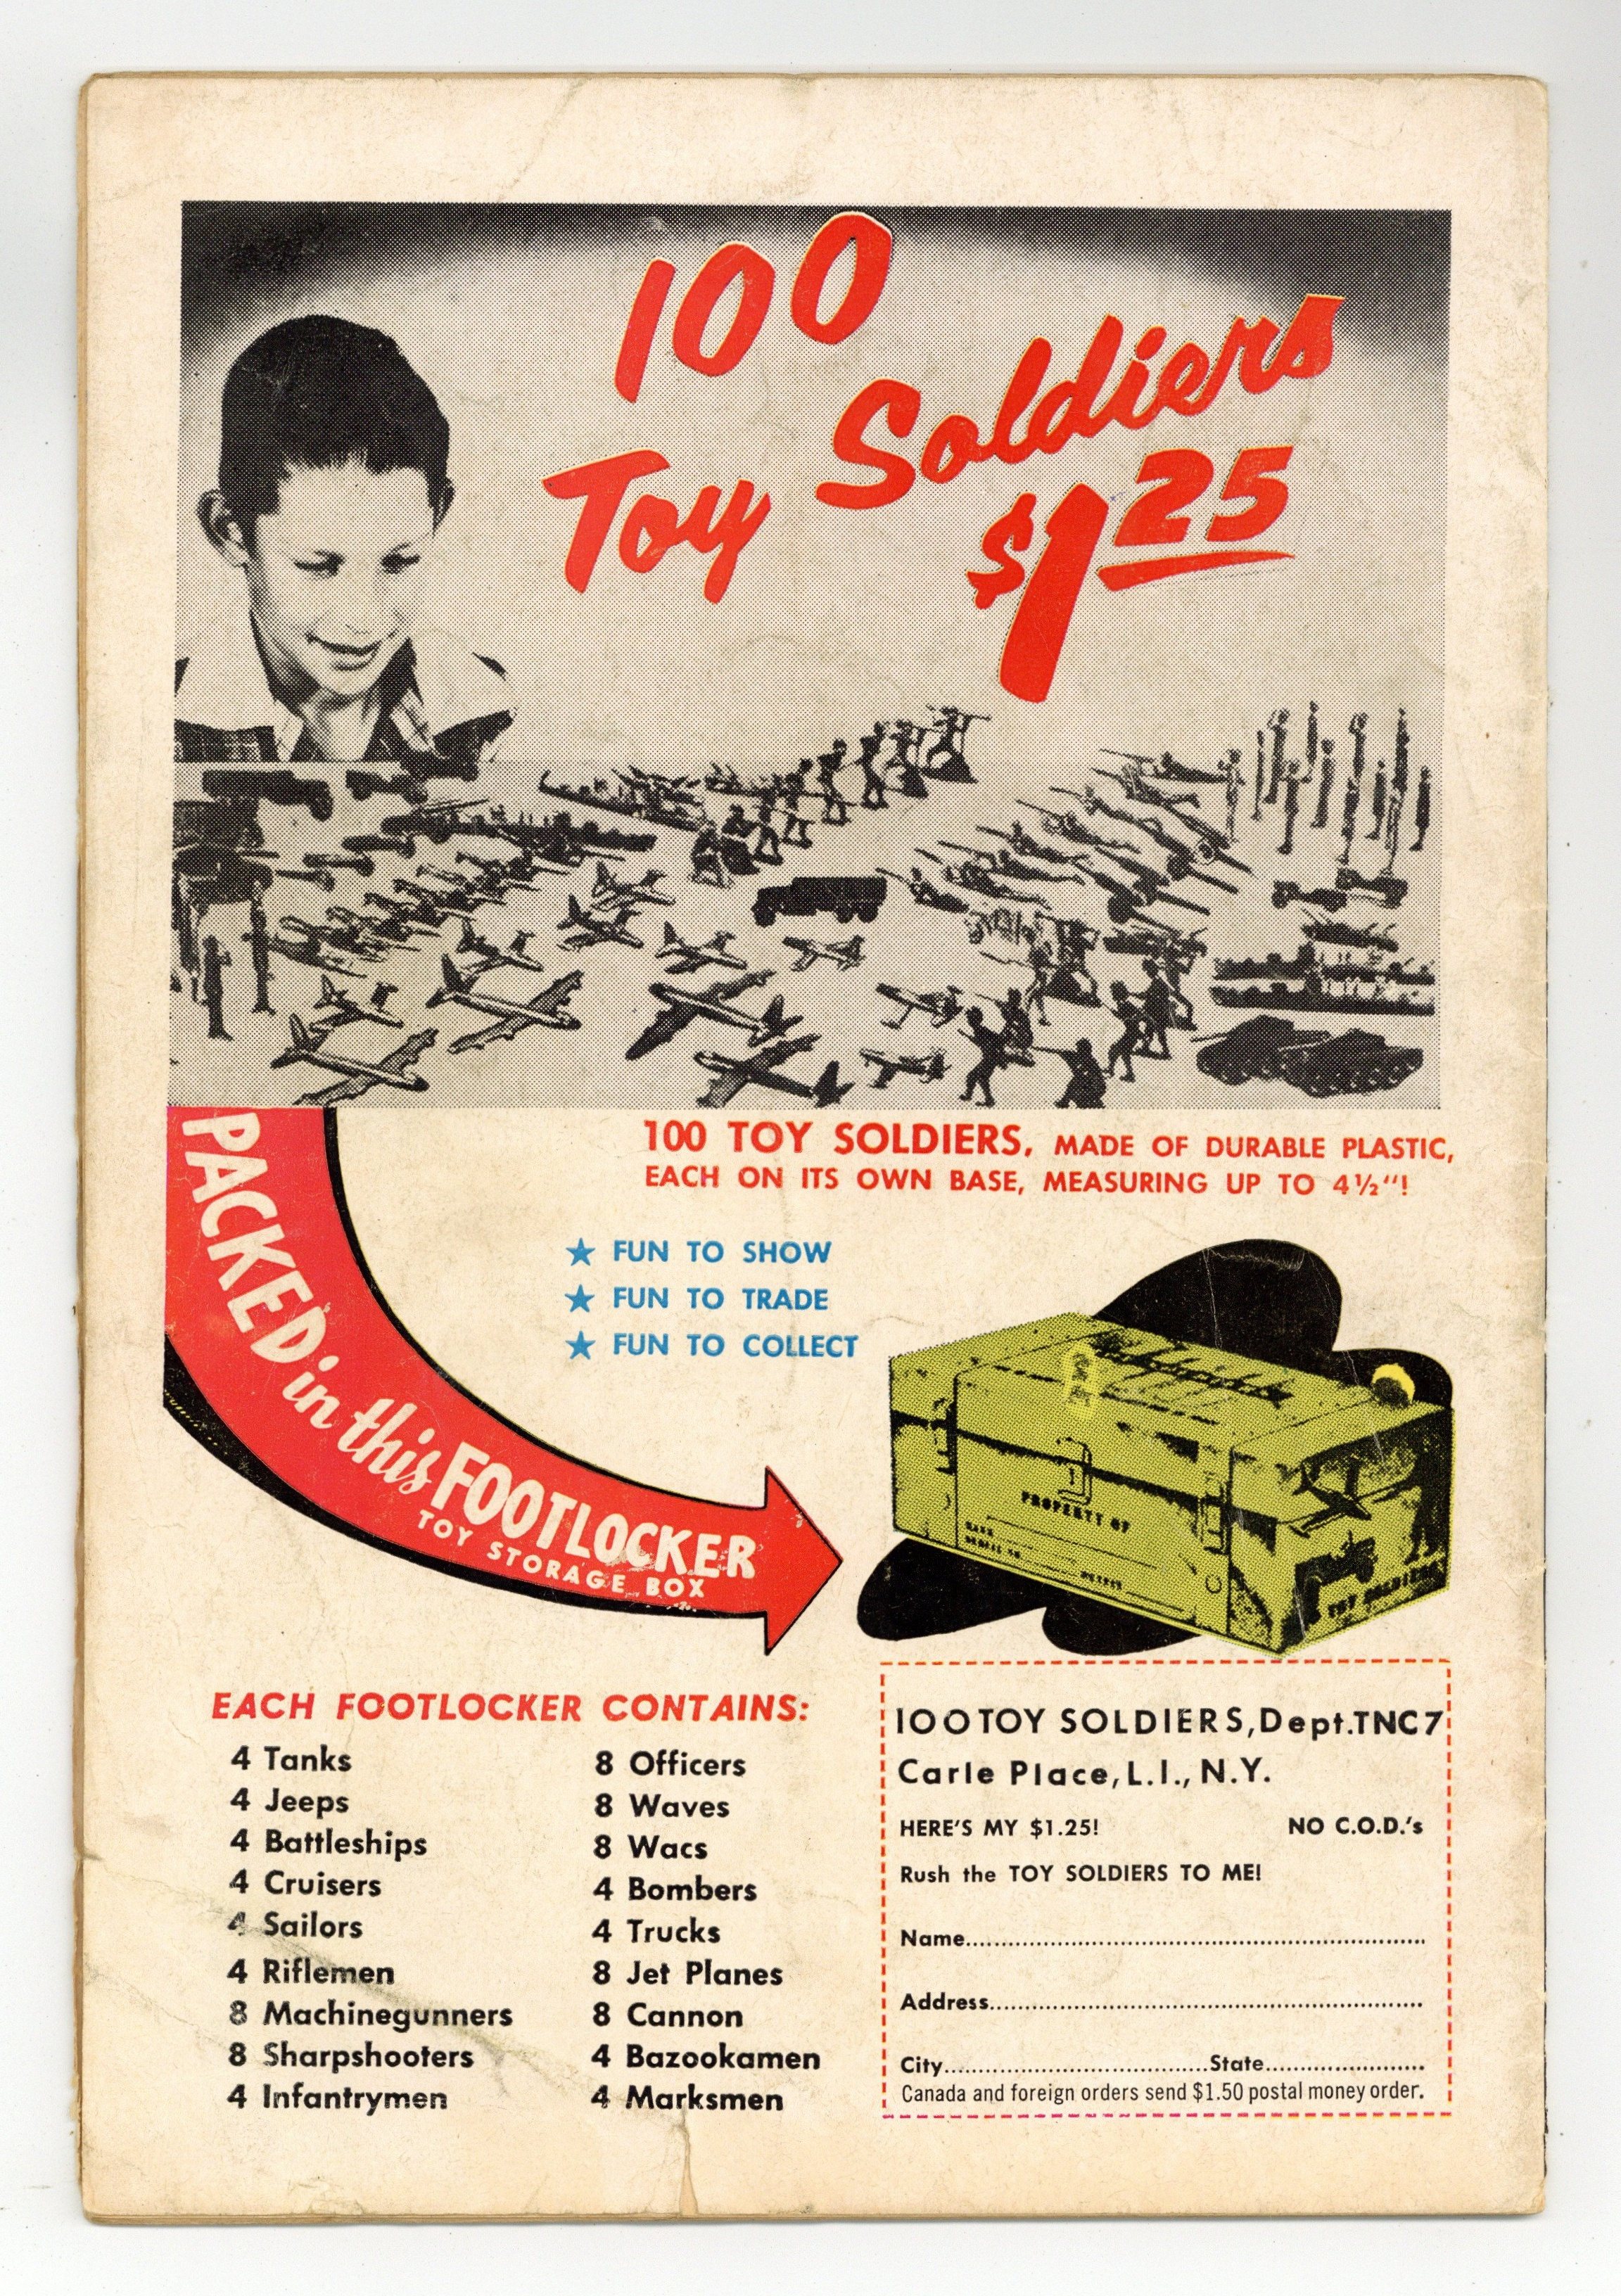 100
Toy Soldiers
$1 25
100 TOY SOLDIERS, MADE OF DURABLE PLASTIC,
EACH ON ITS OWN BASE, MEASURING UP TO 4½"!
PACKED in this FOOTLOCKER
TOY STORAGE BOX
★ FUN TO SHOW
★ FUN TO TRADE
★ FUN TO COLLECT
PROPERTY OF
TOY SOLDIERS
EACH FOOTLOCKER CONTAINS:
4 Tanks
4 Jeeps
4 Battleships
4 Cruisers
4 Sailors
4 Riflemen
8 Machinegunners
8 Sharpshooters
4 Infantrymen
8 Officers
8 Waves
8 Wacs
4 Bombers
4 Trucks
8 Jet Planes
8 Cannon
4 Bazookamen
4 Marksmen
100 TOY SOLDIERS, Dept. TNC7
Carle Place, L.I., N.Y.
HERE'S MY $1.25! NO C.O.D.'s
Rush the TOY SOLDIERS TO ME!
Name
Address
City State
Canada and foreign orders send $1.50 postal money order.